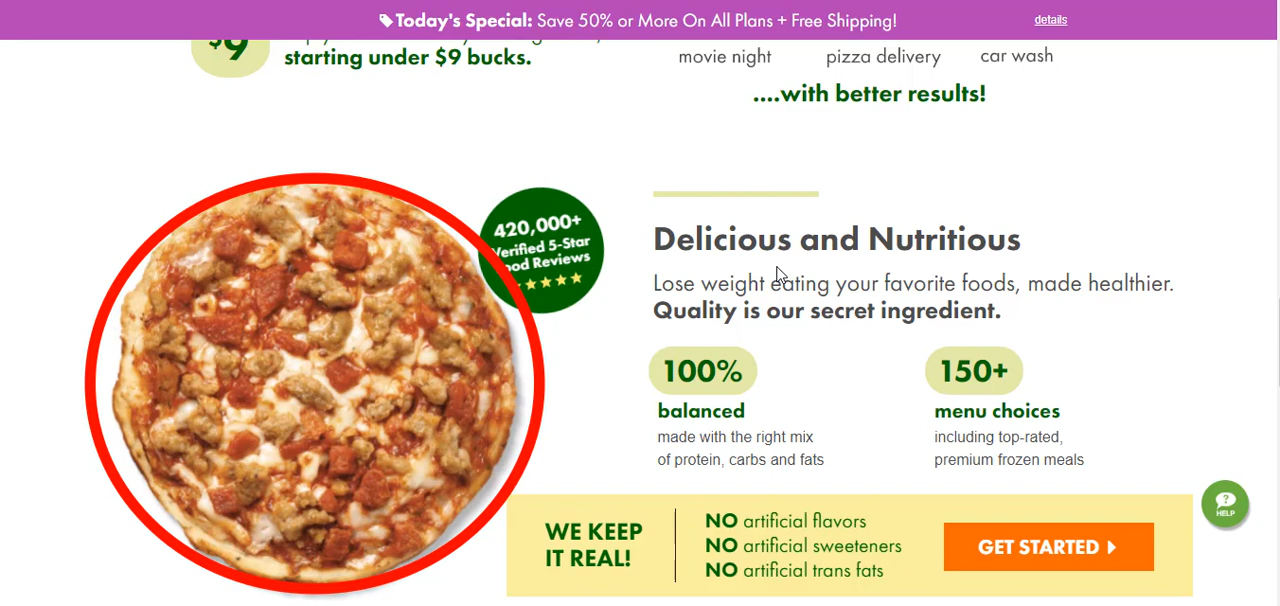 Today's Special: Save 50% or More On All Plans + Free Shipping!
details
$9
starting under $9 bucks.
movie night
pizza delivery
car wash
....with better results!
420,000+
Verified 5-Star
Food Reviews
Delicious and Nutritious
Lose weight eating your favorite foods, made healthier.
Quality is our secret ingredient.
100%
balanced
made with the right mix
of protein, carbs and fats
150+
menu choices
including top-rated,
premium frozen meals
WE KEEP
IT REAL!
NO artificial flavors
NO artificial sweeteners
NO artificial trans fats
GET STARTED
HELP